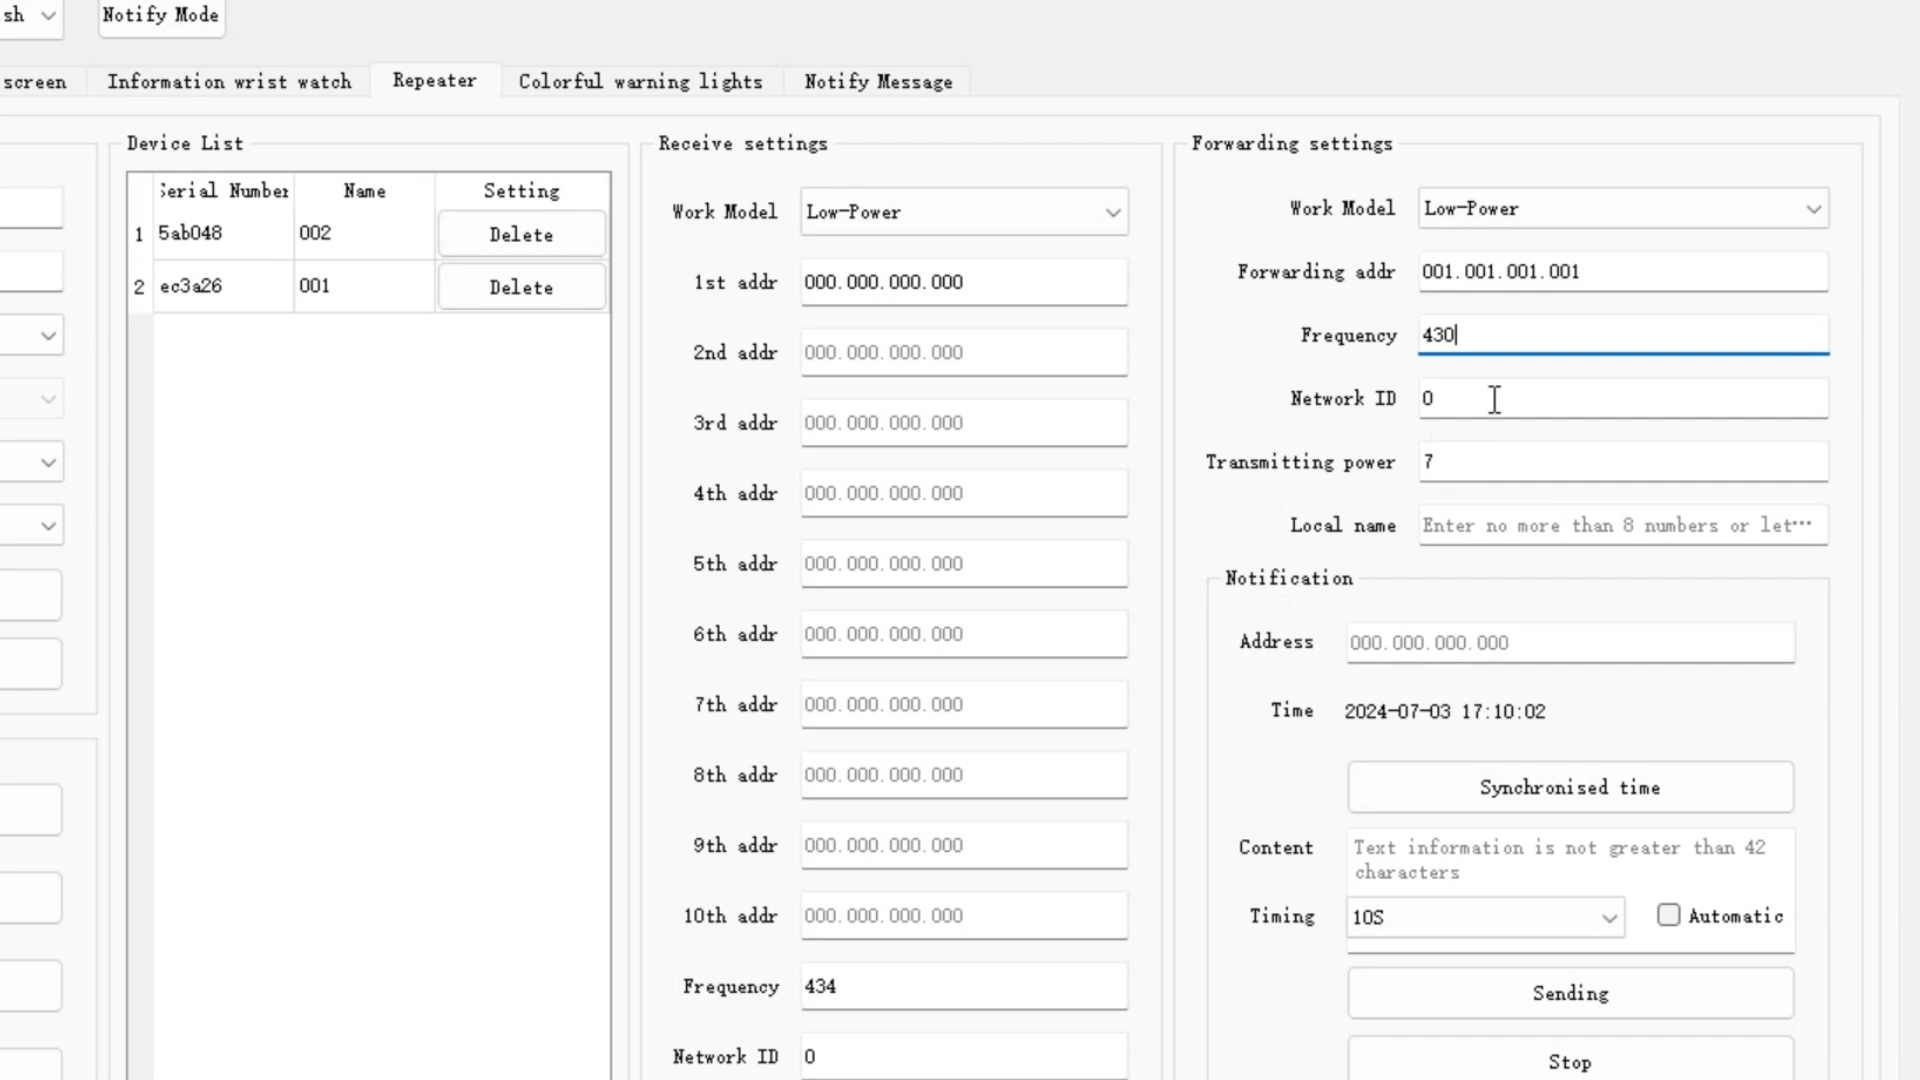 sh
Notify Mode
screen
Information wrist watch
Repeater
Colorful warning lights
Notify Message
Device List
Serial Number
Name
Setting
1
5ab048
002
Delete
2
ec3a26
001
Delete
Receive settings
Work Model
Low-Power
1st addr
000.000.000.000
2nd addr
000.000.000.000
3rd addr
000.000.000.000
4th addr
000.000.000.000
5th addr
000.000.000.000
6th addr
000.000.000.000
7th addr
000.000.000.000
8th addr
000.000.000.000
9th addr
000.000.000.000
10th addr
000.000.000.000
Frequency
434
Network ID
0
Forwarding settings
Work Model
Low-Power
Forwarding addr
001.001.001.001
Frequency
430
Network ID
0
Transmitting power
7
Local name
Enter no more than 8 numbers or let···
Notification
Address
000.000.000.000
Time
2024-07-03 17:10:02
Synchronised time
Content
Text information is not greater than 42
characters
Timing
10S
Automatic
Sending
Stop